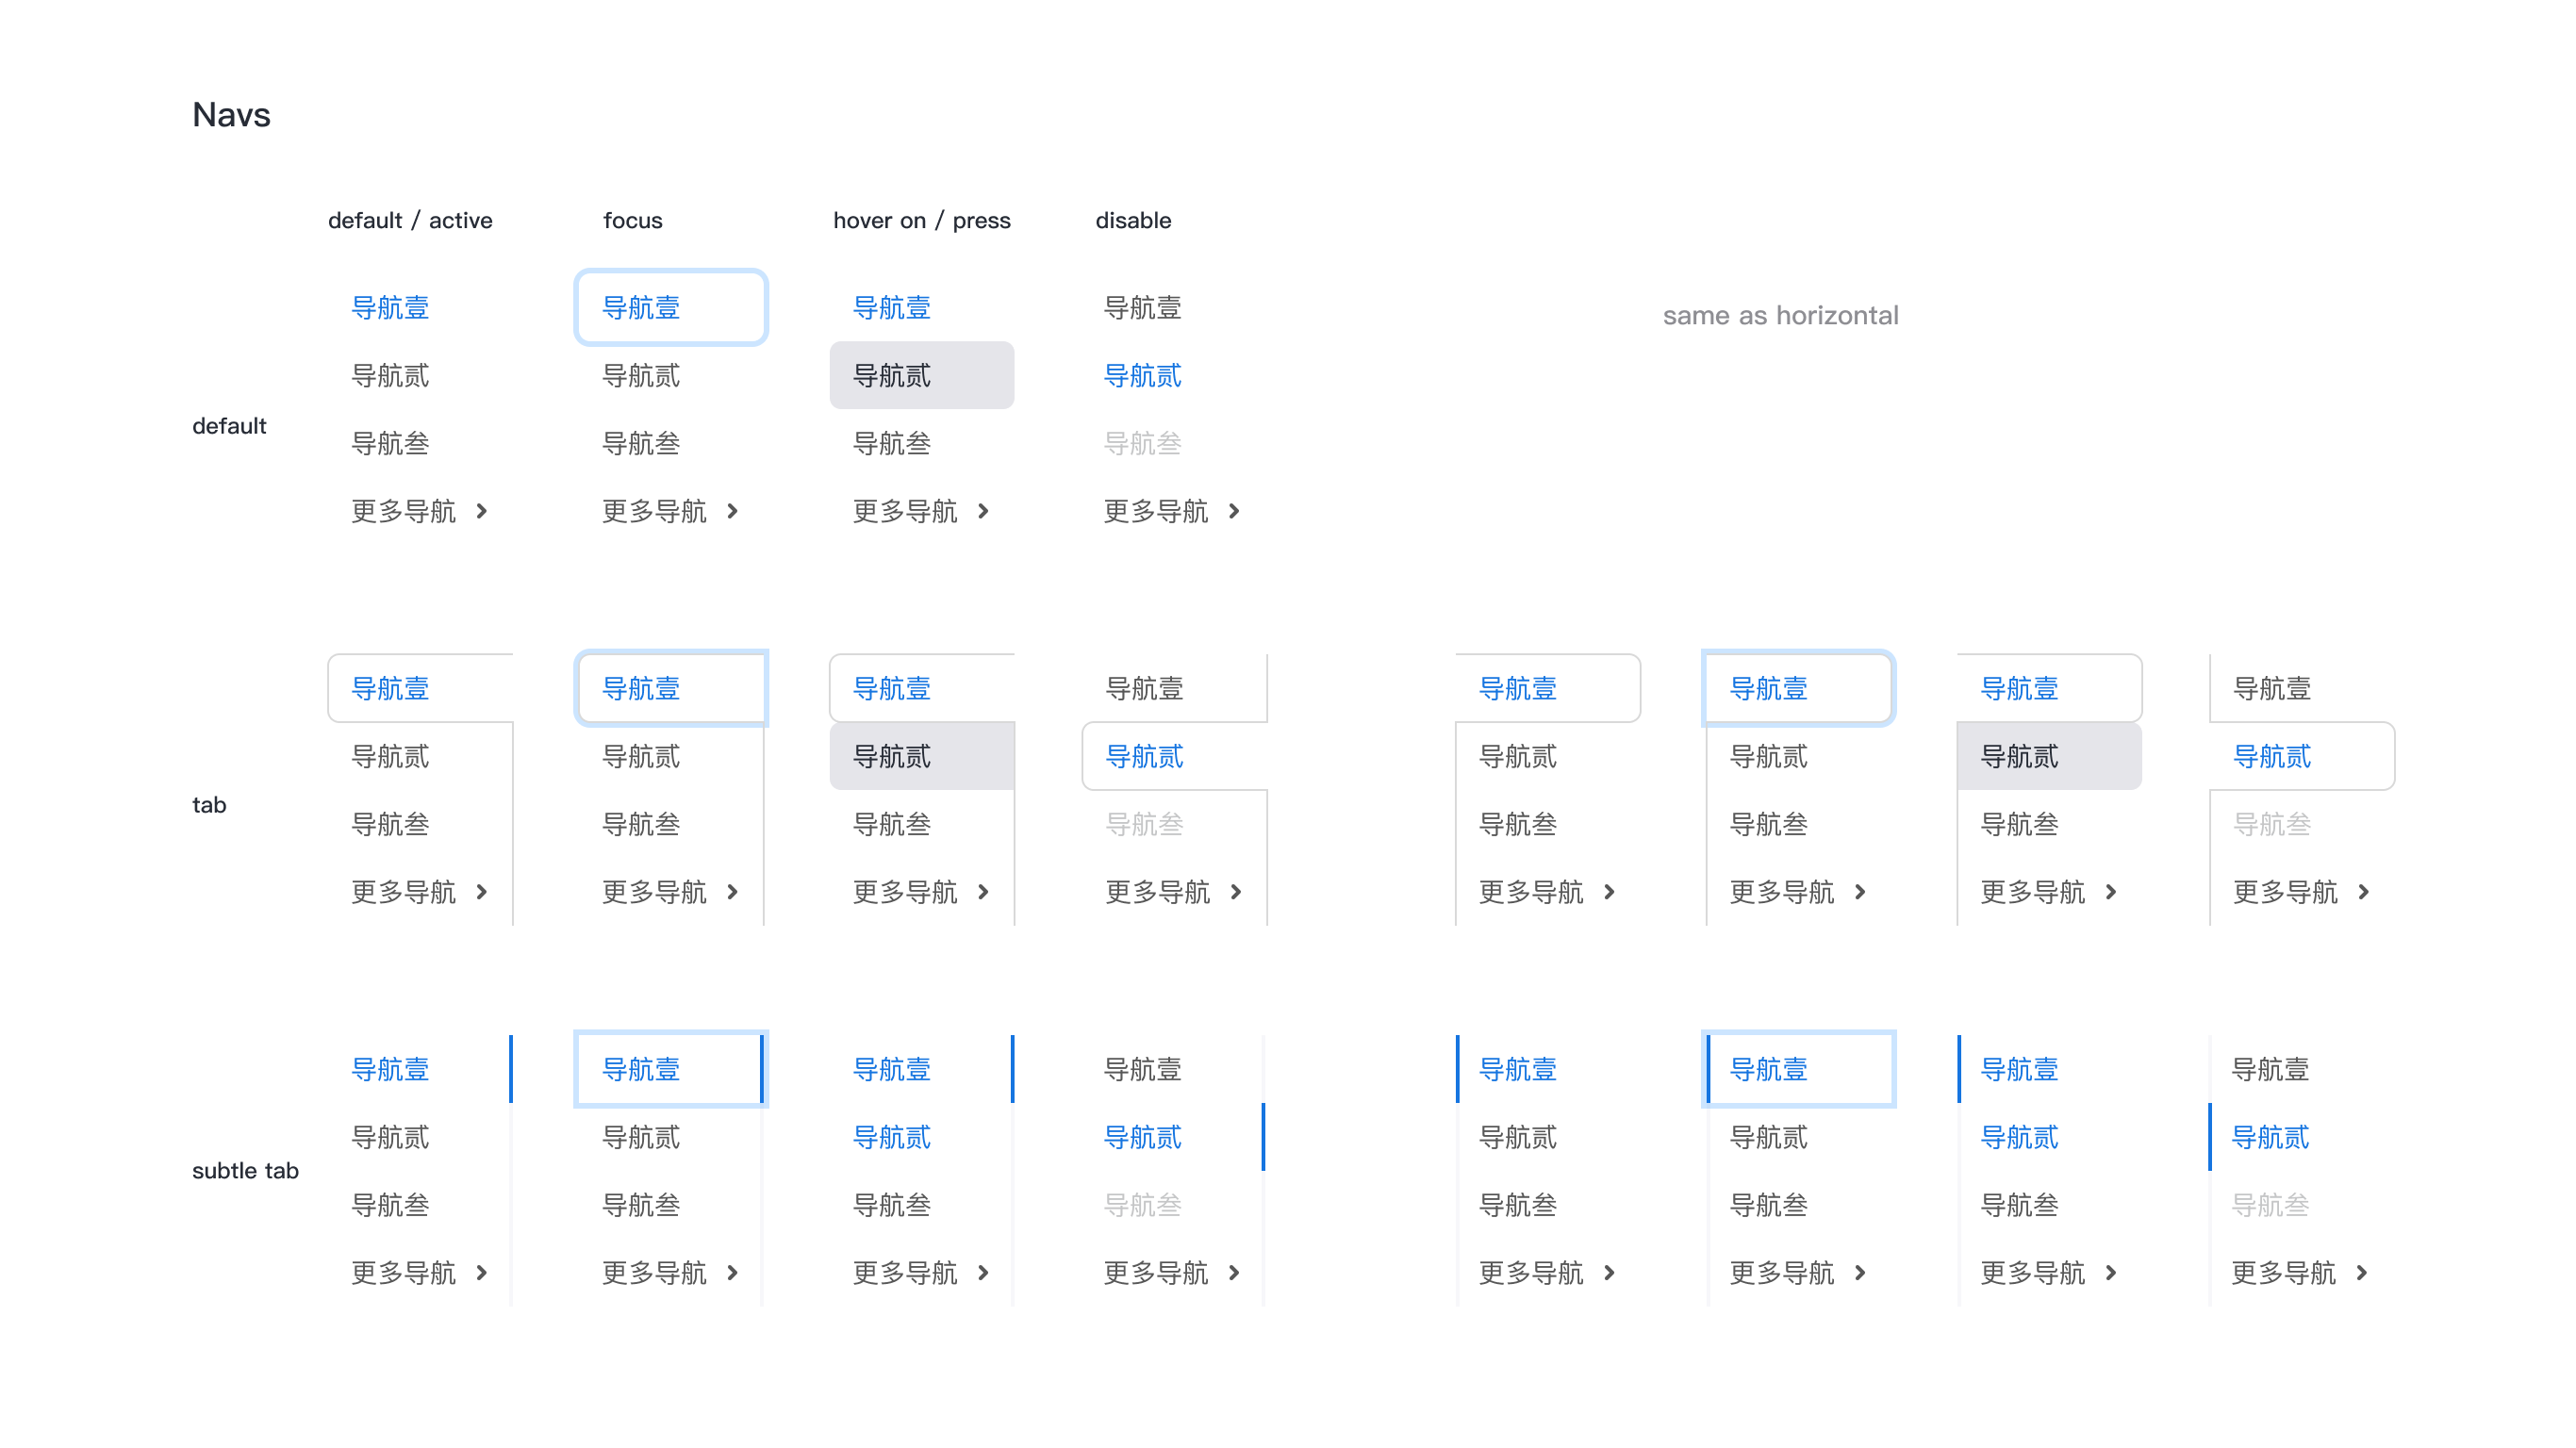 Navs
default / active focus hover on / press disable
导航壹 导航壹 导航壹 导航壹
same as horizontal
导航贰 导航贰 导航贰 导航贰
default
导航叁 导航叁 导航叁 导航叁
更多导航 更多导航 更多导航 更多导航
导航壹 导航壹 导航壹 导航壹 导航壹 导航壹 导航壹 导航壹
导航贰 导航贰 导航贰 导航贰 导航贰 导航贰 导航贰 导航贰
tab
导航叁 导航叁 导航叁 导航叁 导航叁 导航叁 导航叁 导航叁
更多导航 更多导航 更多导航 更多导航 更多导航 更多导航 更多导航 更多导航
导航壹 导航壹 导航壹 导航壹 导航壹 导航壹 导航壹 导航壹
导航贰 导航贰 导航贰 导航贰 导航贰 导航贰 导航贰 导航贰
subtle tab
导航叁 导航叁 导航叁 导航叁 导航叁 导航叁 导航叁 导航叁
更多导航 更多导航 更多导航 更多导航 更多导航 更多导航 更多导航 更多导航